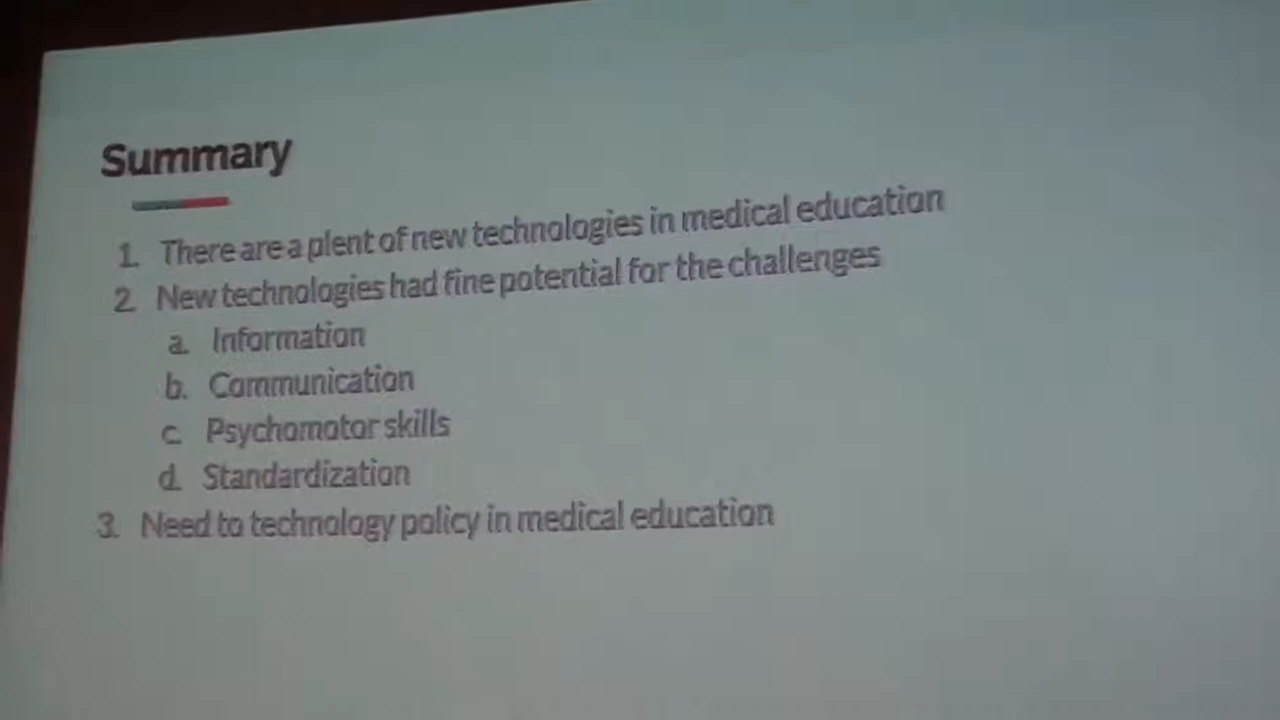 Summary
1. There are a plent of new technologies in medical education
2. New technologies had fine potential for the challenges
a. Information
b. Communication
c. Psychomotor skills
d. Standardization
3. Need to technology policy in medical education